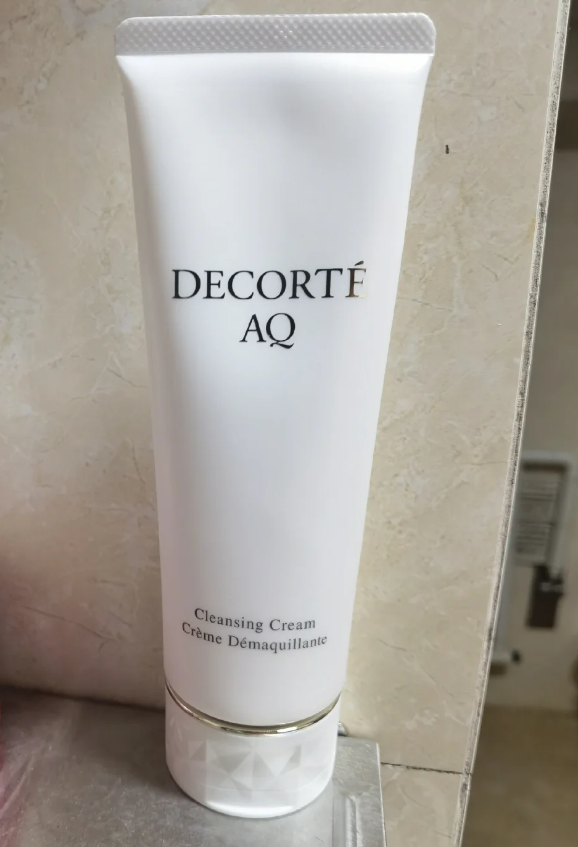 DECORTÉ
AQ
Cleansing Cream
Crème Démaquillante